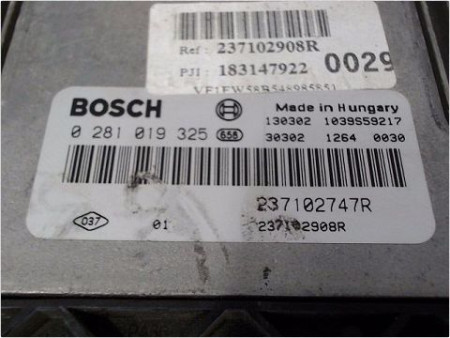 Ref : 237102908R
PJI : 183147922 0029
BOSCH Made in Hungary
130302 1039S59217
0 281 019 325 658 30302 1264 0030
237102747R
037 01 237102908R